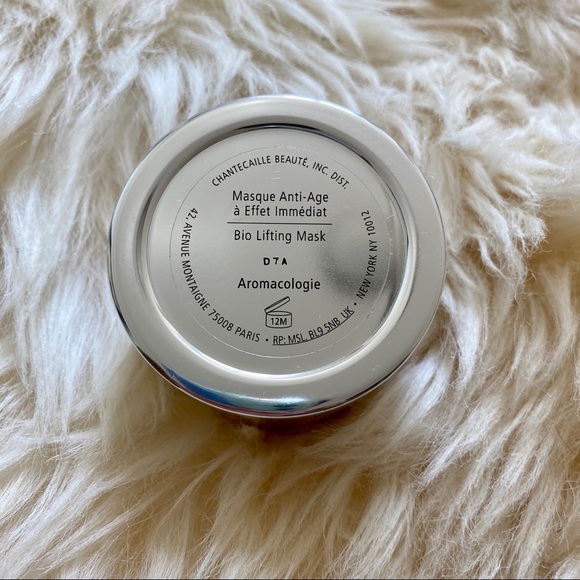 CHANTECAILLE BEAUTÉ, INC. DIST.
Masque Anti-Age
à Effet Immédiat
Bio Lifting Mask
D7A
Aromacologie
12M
42, AVENUE MONTAIGNE 75008 PARIS • RP: MSL, BL9 5NB UK • NEW YORK NY 10012